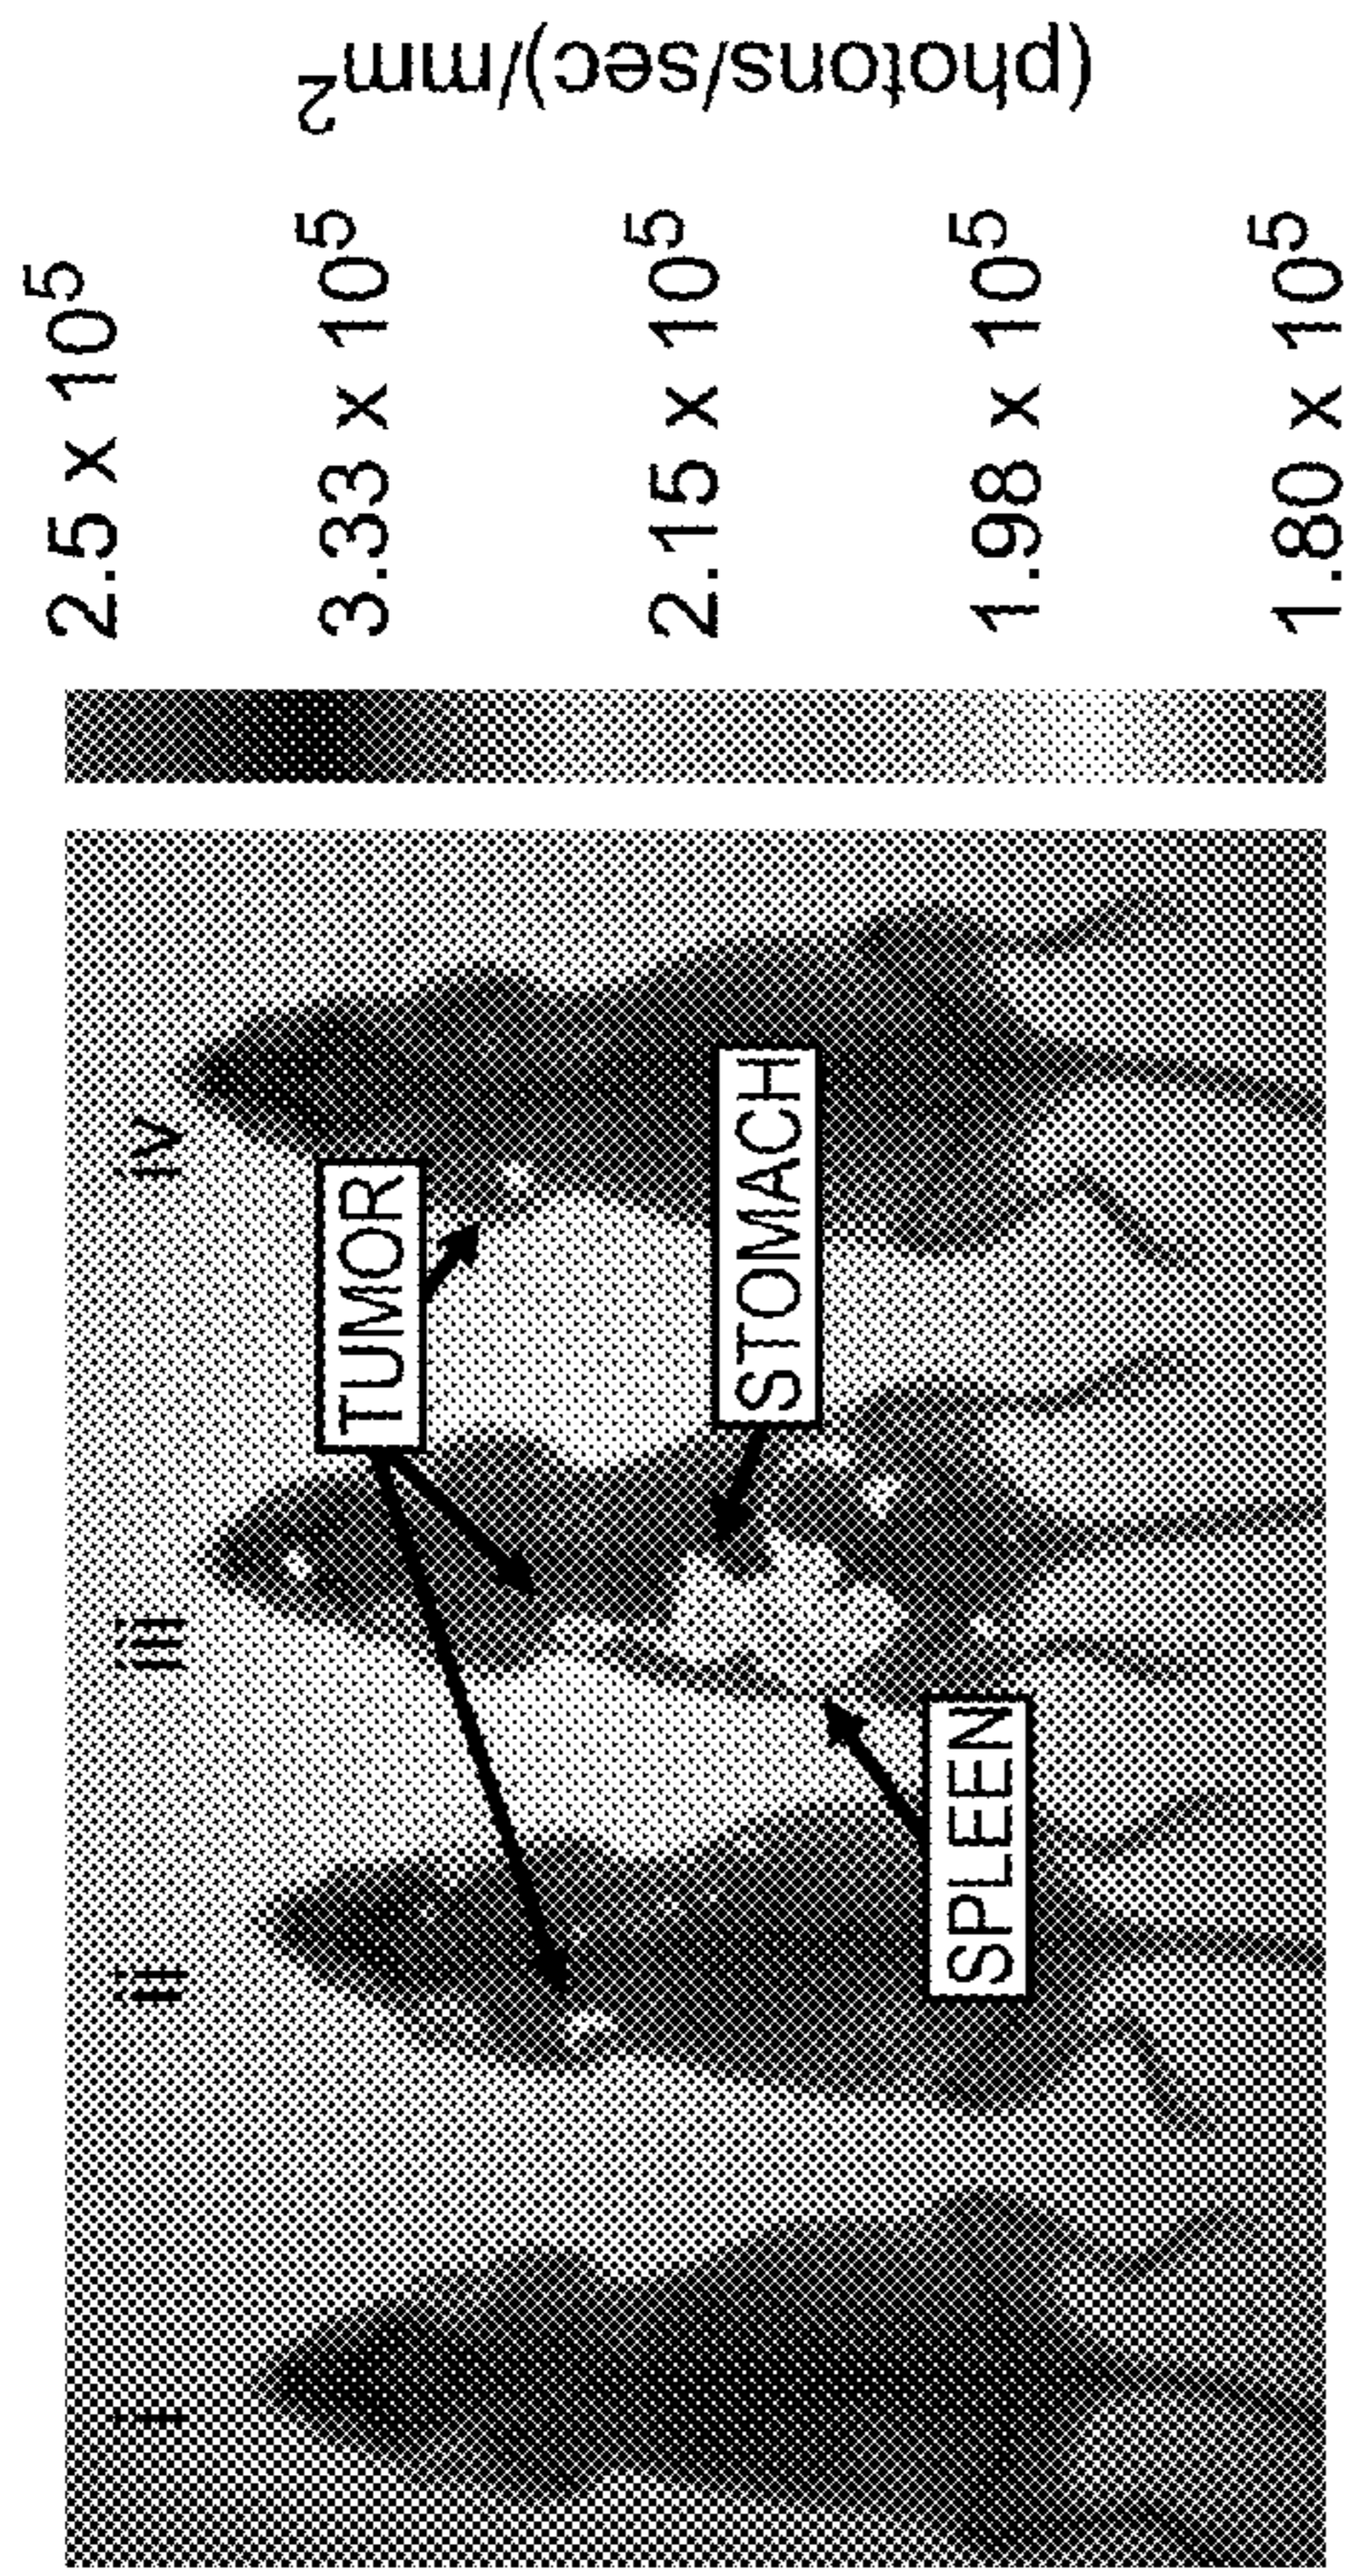 i
ii
iii
iv
TUMOR
STOMACH
SPLEEN
2.5 x 10⁵
3.33 x 10⁵
2.15 x 10⁵
1.98 x 10⁵
1.80 x 10⁵
(photons/sec)/mm²